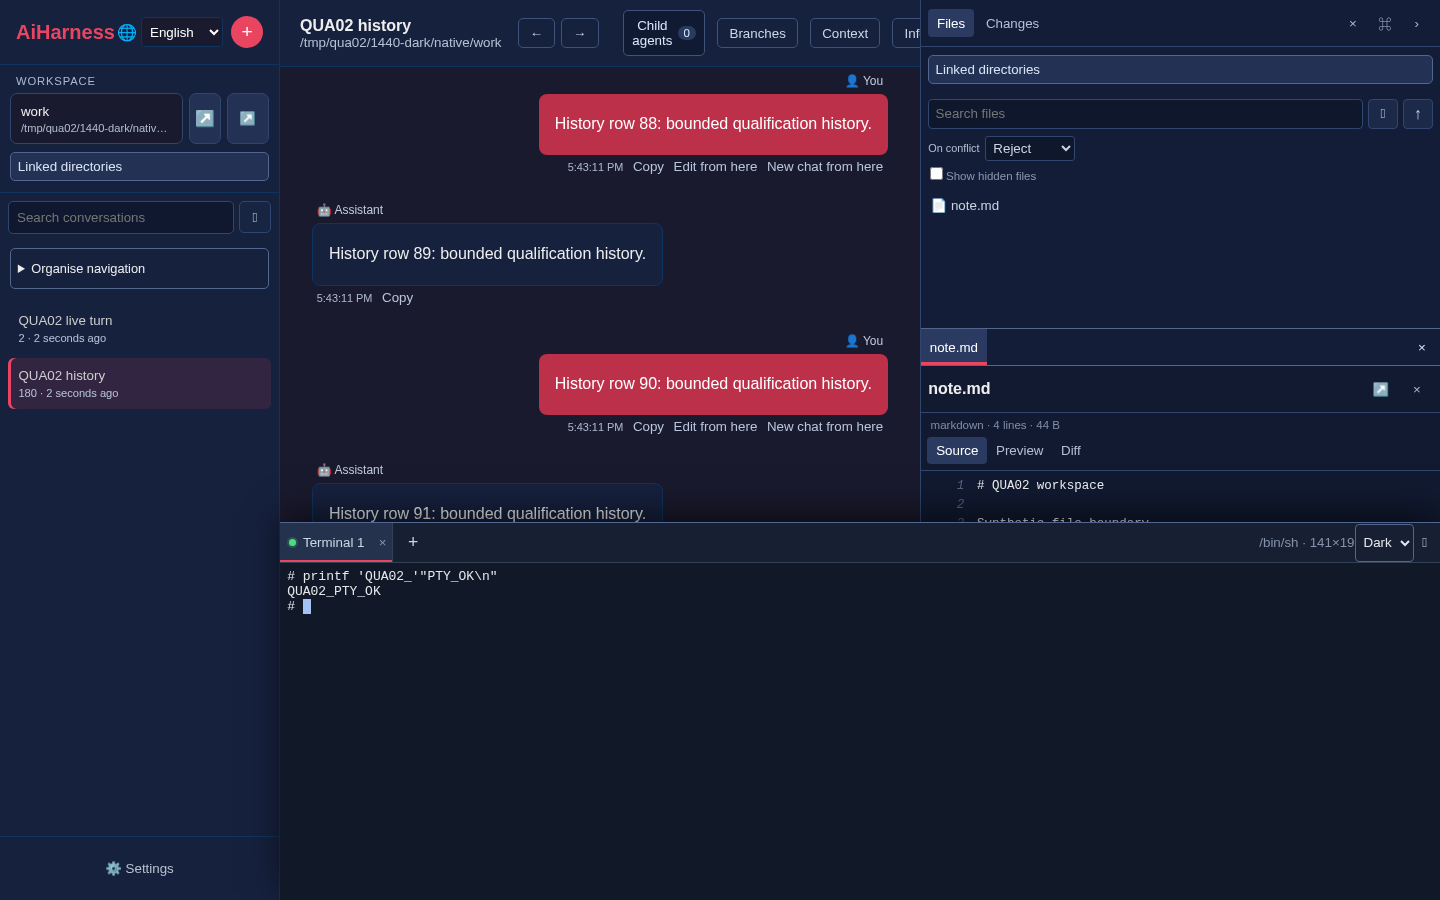 AiHarness
English
+
WORKSPACE
work
/tmp/qua02/1440-dark/nativ…
Linked directories
Search conversations
Organise navigation
QUA02 live turn
2 · 2 seconds ago
QUA02 history
180 · 2 seconds ago
Settings
QUA02 history
/tmp/qua02/1440-dark/native/work
← →
Child agents 0
Branches
Context
Inf
You
History row 88: bounded qualification history.
5:43:11 PM Copy Edit from here New chat from here
Assistant
History row 89: bounded qualification history.
5:43:11 PM Copy
You
History row 90: bounded qualification history.
5:43:11 PM Copy Edit from here New chat from here
Assistant
History row 91: bounded qualification history.
Files Changes × ⌘ ›
Linked directories
Search files ↑
On conflict Reject
Show hidden files
note.md
note.md ×
note.md ×
markdown · 4 lines · 44 B
Source Preview Diff
1 # QUA02 workspace
2
3 Synthetic file boundary
Terminal 1 × + /bin/sh · 141×19 Dark
# printf 'QUA02_'"PTY_OK\n"
QUA02_PTY_OK
#